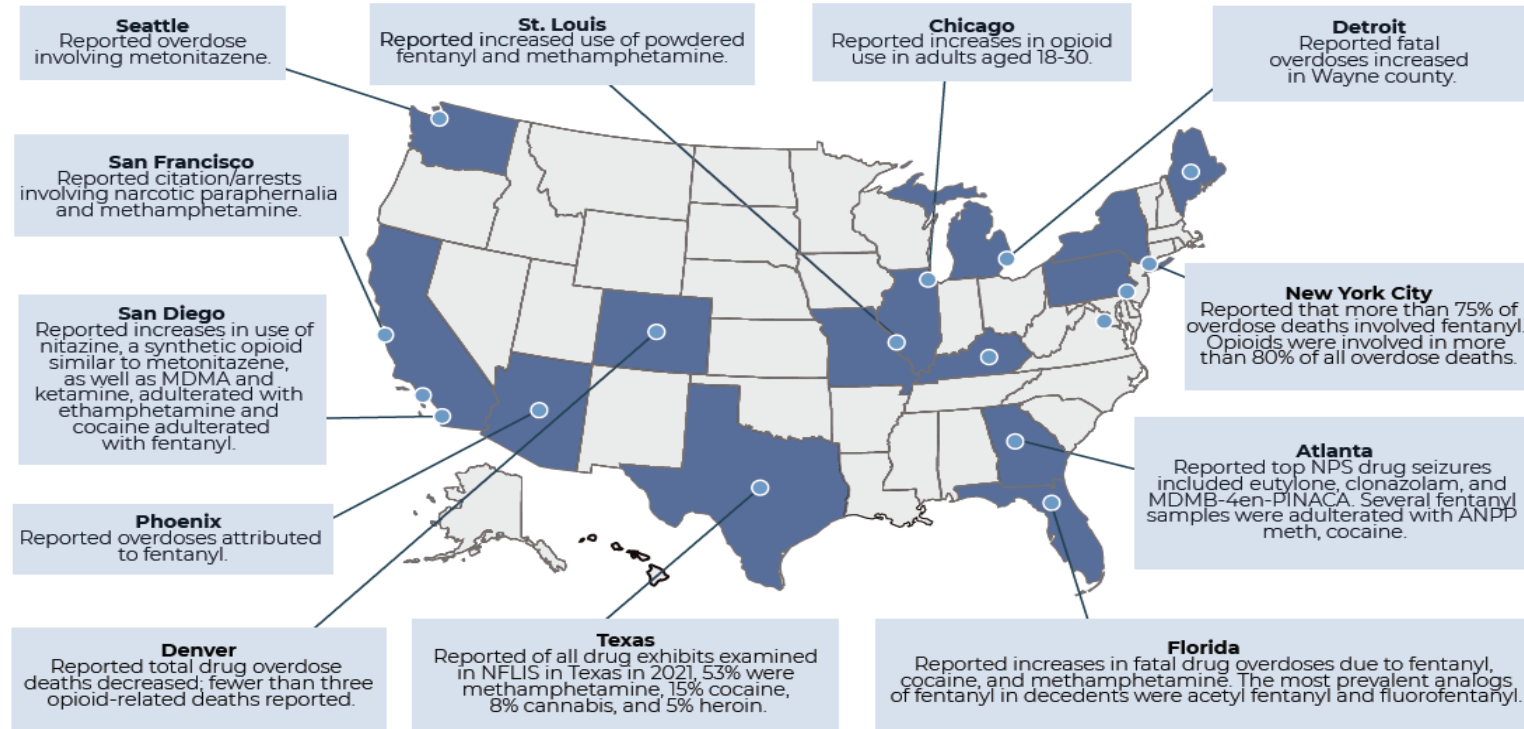 Seattle
Reported overdose
involving metonitazene.
St. Louis
Reported increased use of powdered
fentanyl and methamphetamine.
Chicago
Reported increases in opioid
use in adults aged 18-30.
Detroit
Reported fatal
overdoses increased
in Wayne county.
San Francisco
Reported citation/arrests
involving narcotic paraphernalia
and methamphetamine.
San Diego
Reported increases in use of
nitazine, a synthetic opioid
similar to metonitazene,
as well as MDMA and
ketamine, adulterated with
ethamphetamine and
cocaine adulterated
with fentanyl.
New York City
Reported that more than 75% of
overdose deaths involved fentanyl.
Opioids were involved in more
than 80% of all overdose deaths.
Atlanta
Reported top NPS drug seizures
included eutylone, clonazolam, and
MDMB-4en-PINACA. Several fentanyl
samples were adulterated with ANPP
meth, cocaine.
Phoenix
Reported overdoses attributed
to fentanyl.
Denver
Reported total drug overdose
deaths decreased; fewer than three
opioid-related deaths reported.
Texas
Reported of all drug exhibits examined
in NFLIS in Texas in 2021, 53% were
methamphetamine, 15% cocaine,
8% cannabis, and 5% heroin.
Florida
Reported increases in fatal drug overdoses due to fentanyl,
cocaine, and methamphetamine. The most prevalent analogs
of fentanyl in decedents were acetyl fentanyl and fluorofentanyl.